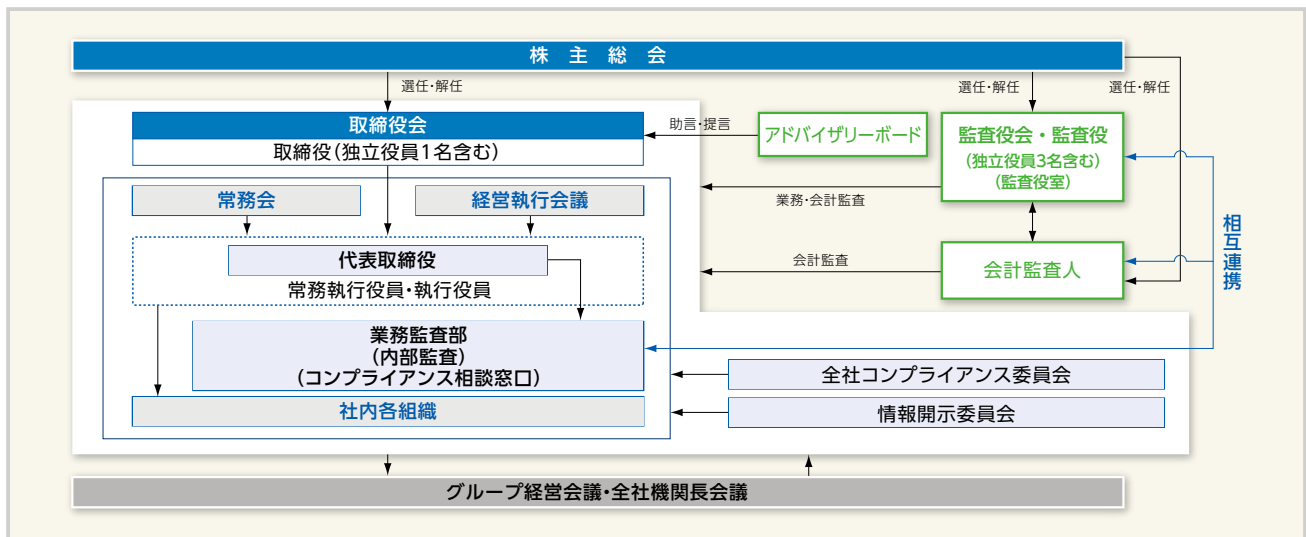 株主総会
選任・解任
選任・解任
選任・解任
取締役会
取締役(独立役員1名含む)
助言・提言
アドバイザリーボード
監査役会・監査役
(独立役員3名含む)
(監査役室)
常務会
経営執行会議
業務・会計監査
相互連携
代表取締役
常務執行役員・執行役員
会計監査
会計監査人
業務監査部
(内部監査)
(コンプライアンス相談窓口)
全社コンプライアンス委員会
社内各組織
情報開示委員会
グループ経営会議・全社機関長会議